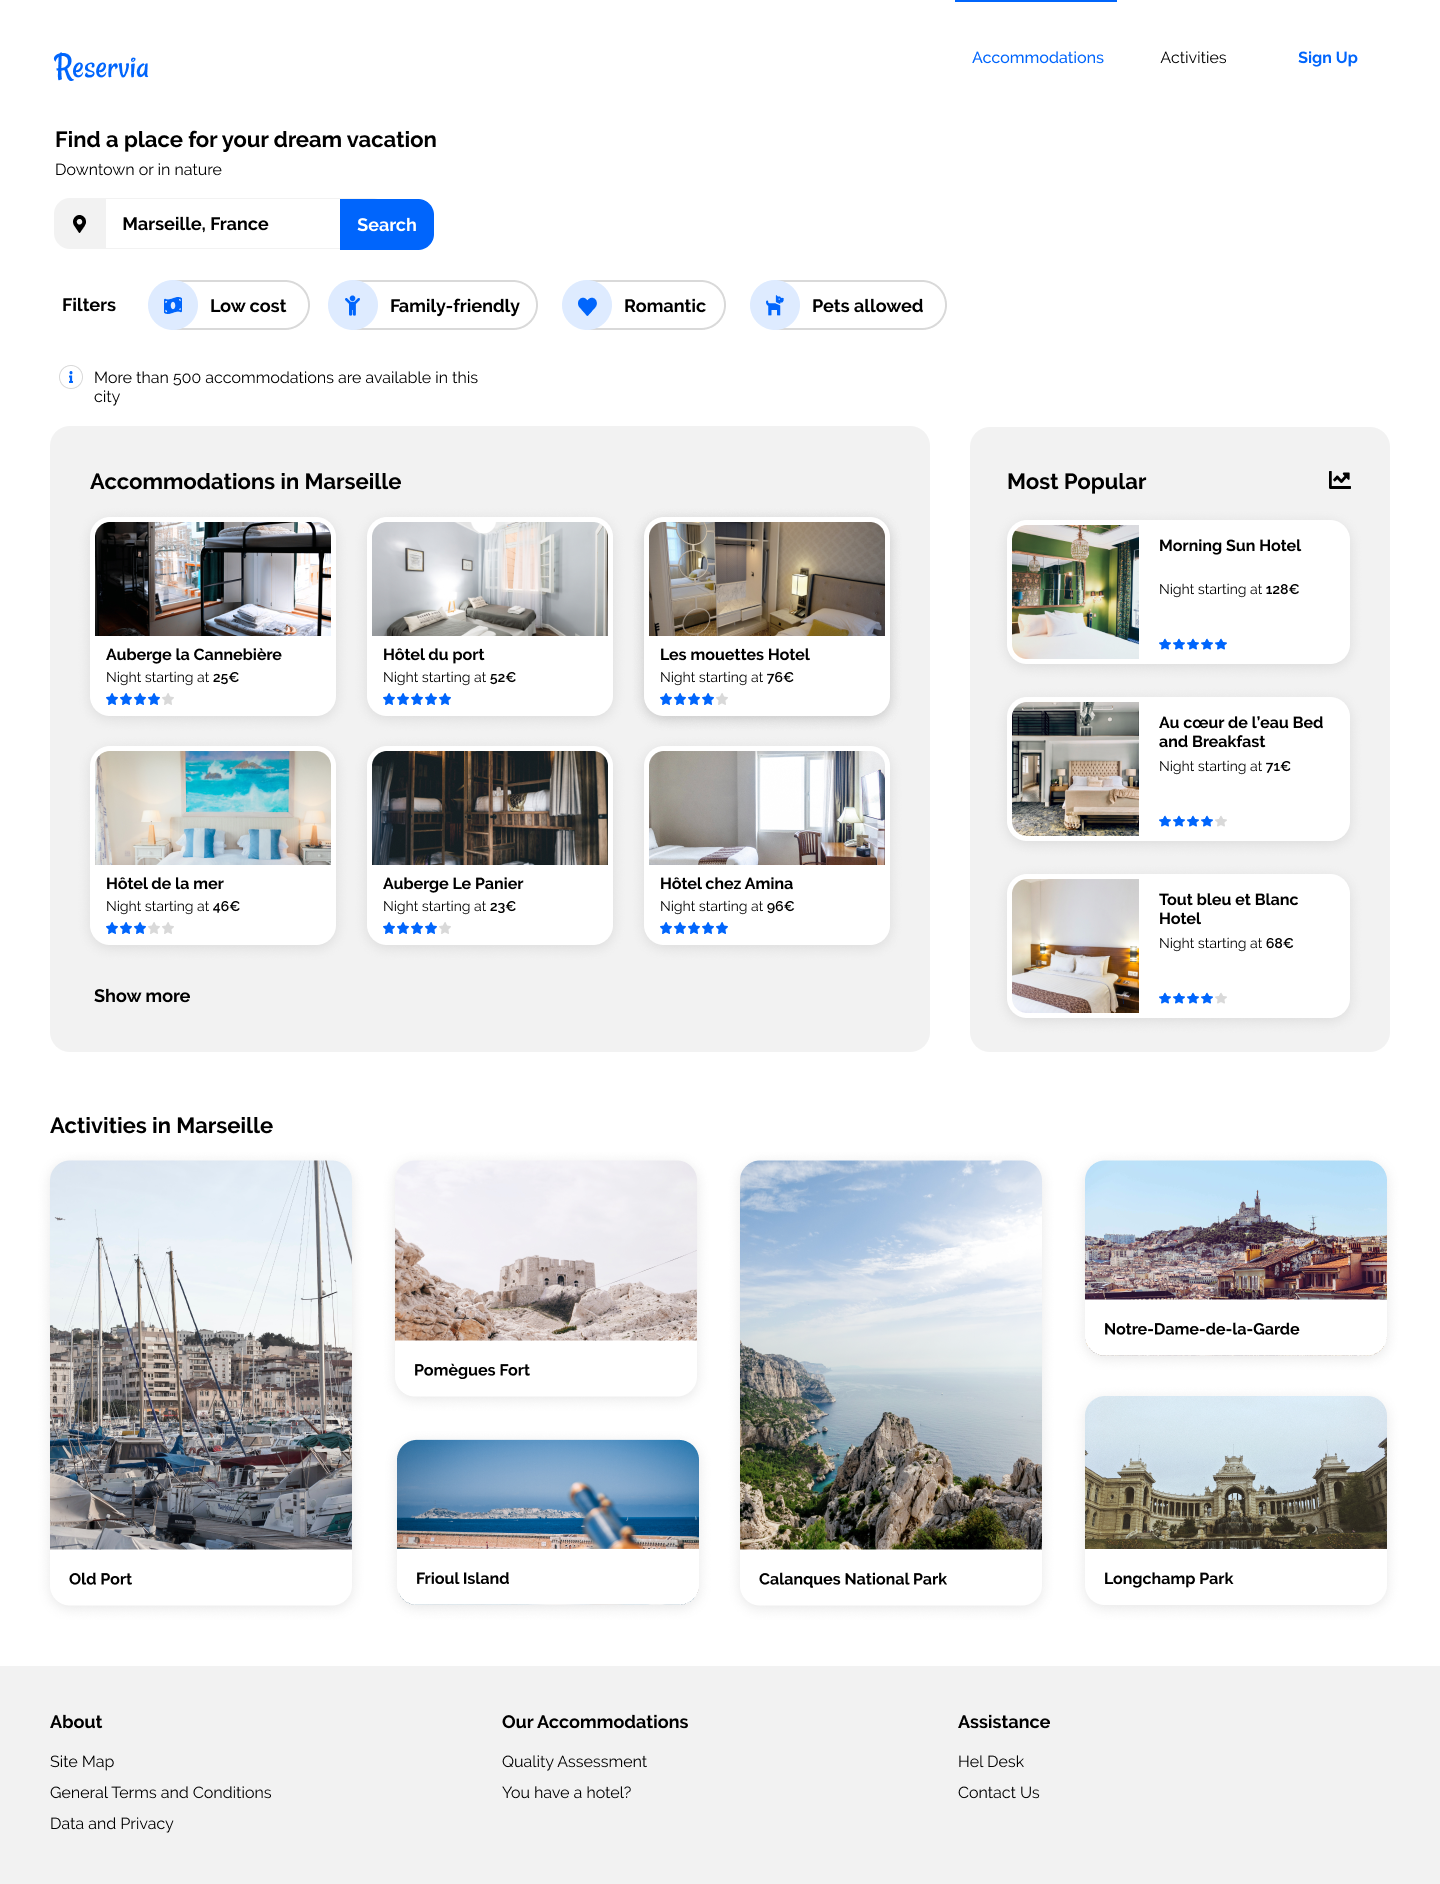 Reservia
Accommodations
Activities
Sign Up
Find a place for your dream vacation
Downtown or in nature
Marseille, France
Search
Filters
Low cost
Family-friendly
Romantic
Pets allowed
More than 500 accommodations are available in this
city
Accommodations in Marseille
Auberge la Cannebière
Night starting at 25€
Hôtel du port
Night starting at 52€
Les mouettes Hotel
Night starting at 76€
Hôtel de la mer
Night starting at 46€
Auberge Le Panier
Night starting at 23€
Hôtel chez Amina
Night starting at 96€
Show more
Most Popular
Morning Sun Hotel
Night starting at 128€
Au cœur de l'eau Bed
and Breakfast
Night starting at 71€
Tout bleu et Blanc
Hotel
Night starting at 68€
Activities in Marseille
Old Port
Pomègues Fort
Frioul Island
Calanques National Park
Notre-Dame-de-la-Garde
Longchamp Park
About
Site Map
General Terms and Conditions
Data and Privacy
Our Accommodations
Quality Assessment
You have a hotel?
Assistance
Hel Desk
Contact Us